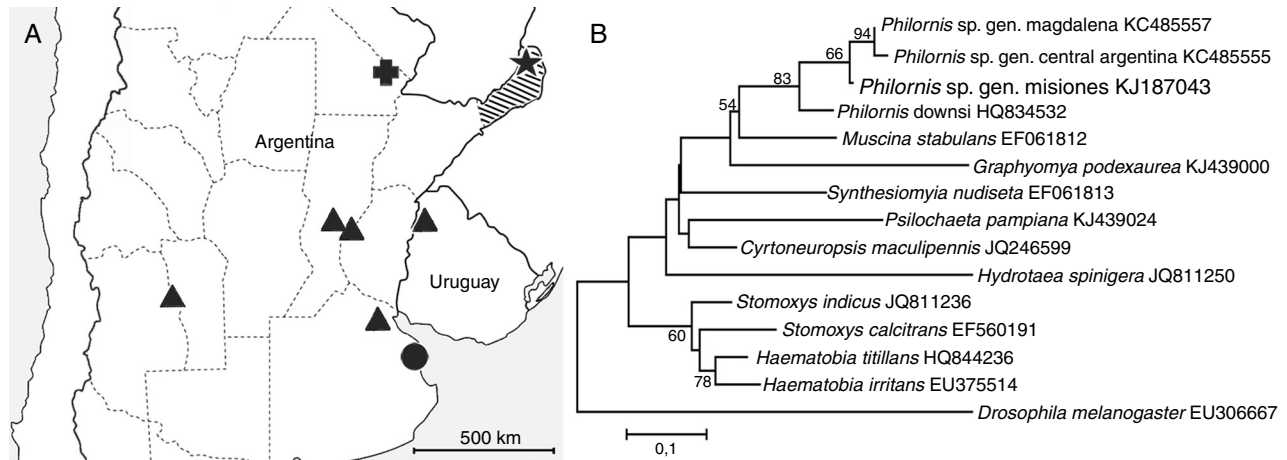 A
Argentina
Uruguay
500 km
B
Philornis sp. gen. magdalena KC485557
94
Philornis sp. gen. central argentina KC485555
66
Philornis sp. gen. misiones KJ187043
83
Philornis downsi HQ834532
54
Muscina stabulans EF061812
Graphyomya podexaurea KJ439000
Synthesiomyia nudiseta EF061813
Psilochaeta pampiana KJ439024
Cyrtoneuropsis maculipennis JQ246599
Hydrotaea spinigera JQ811250
Stomoxys indicus JQ811236
60
Stomoxys calcitrans EF560191
Haematobia titillans HQ844236
78
Haematobia irritans EU375514
Drosophila melanogaster EU306667
0,1